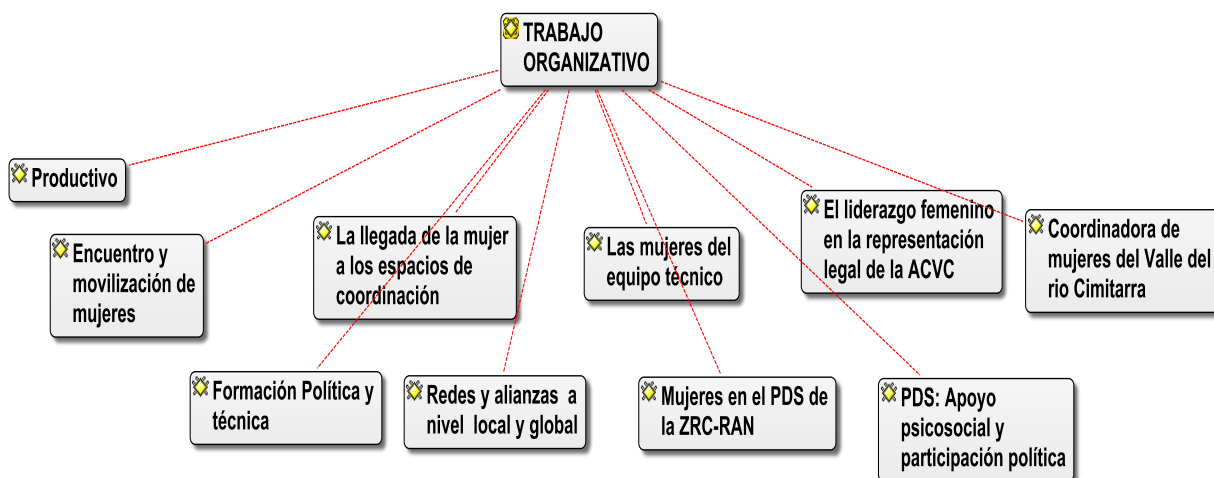 TRABAJO
ORGANIZATIVO
Productivo
Encuentro y
movilización de
mujeres
La llegada de la mujer
a los espacios de
coordinación
Las mujeres del
equipo técnico
El liderazgo femenino
en la representación
legal de la ACVC
Coordinadora de
mujeres del Valle del
rio Cimitarra
Formación Política y
técnica
Redes y alianzas a
nivel local y global
Mujeres en el PDS de
la ZRC-RAN
PDS: Apoyo
psicosocial y
participación política